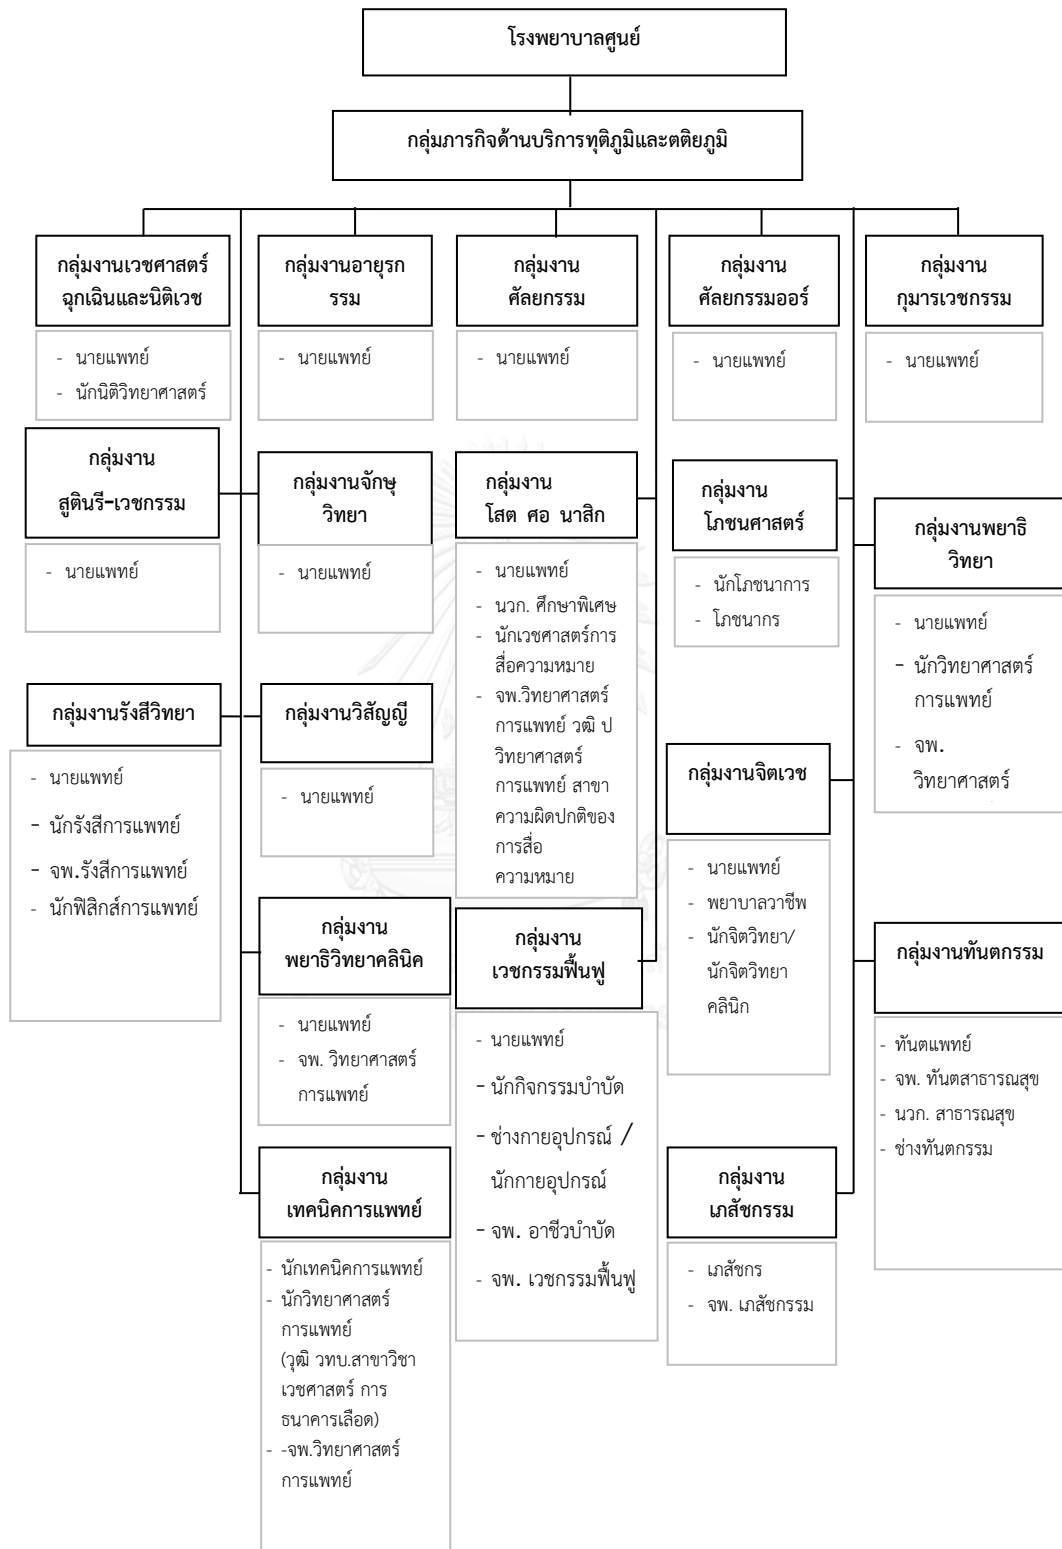 โรงพยาบาลศูนย์
กลุ่มภารกิจด้านบริการทุติภูมิและตติยภูมิ
กลุ่มงานเวชศาสตร์
ฉุกเฉินและนิติเวช
- นายแพทย์
- นักนิติวิทยาศาสตร์
กลุ่มงานอายุรก
รรม
- นายแพทย์
กลุ่มงาน
ศัลยกรรม
- นายแพทย์
กลุ่มงาน
ศัลยกรรมออร์
- นายแพทย์
กลุ่มงาน
กุมารเวชกรรม
- นายแพทย์
กลุ่มงาน
สูตินรี-เวชกรรม
- นายแพทย์
กลุ่มงานจักษุ
วิทยา
- นายแพทย์
กลุ่มงาน
โสต ศอ นาสิก
- นายแพทย์
- นวก. ศึกษาพิเศษ
- นักเวชศาสตร์การ
สื่อความหมาย
- จพ.วิทยาศาสตร์
การแพทย์ วฒิ ป
วิทยาศาสตร์
การแพทย์ สาขา
ความผิดปกติของ
การสื่อ
ความหมาย
กลุ่มงาน
โภชนศาสตร์
- นักโภชนาการ
- โภชนากร
กลุ่มงานพยาธิ
วิทยา
- นายแพทย์
- นักวิทยาศาสตร์
การแพทย์
- จพ.
วิทยาศาสตร์
กลุ่มงานรังสีวิทยา
- นายแพทย์
- นักรังสีการแพทย์
- จพ.รังสีการแพทย์
- นักฟิสิกส์การแพทย์
กลุ่มงานวิสัญญี
- นายแพทย์
กลุ่มงานจิตเวช
- นายแพทย์
- พยาบาลวาชีพ
- นักจิตวิทยา/
นักจิตวิทยา
คลินิก
กลุ่มงาน
พยาธิวิทยาคลินิค
- นายแพทย์
- จพ. วิทยาศาสตร์
การแพทย์
กลุ่มงาน
เวชกรรมฟื้นฟู
- นายแพทย์
- นักกิจกรรมบำบัด
- ช่างกายอุปกรณ์ /
นักกายอุปกรณ์
- จพ. อาชีวบำบัด
- จพ. เวชกรรมฟื้นฟู
กลุ่มงานทันตกรรม
- ทันตแพทย์
- จพ. ทันตสาธารณสุข
- นวก. สาธารณสุข
- ช่างทันตกรรม
กลุ่มงาน
เทคนิคการแพทย์
- นักเทคนิคการแพทย์
- นักวิทยาศาสตร์
การแพทย์
(วุฒิ วทบ.สาขาวิชา
เวชศาสตร์ การ
ธนาคารเลือด)
- -จพ.วิทยาศาสตร์
การแพทย์
กลุ่มงาน
เภสัชกรรม
- เภสัชกร
- จพ. เภสัชกรรม